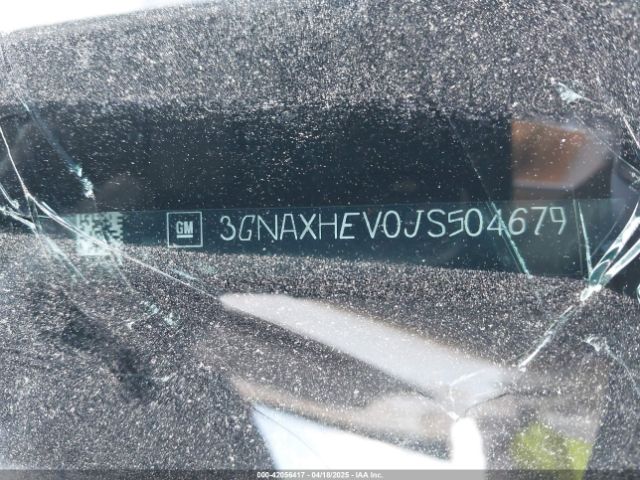 GM 3GNAXHEV0JS504679
000-42056417 - 04/18/2025 - IAA Inc.